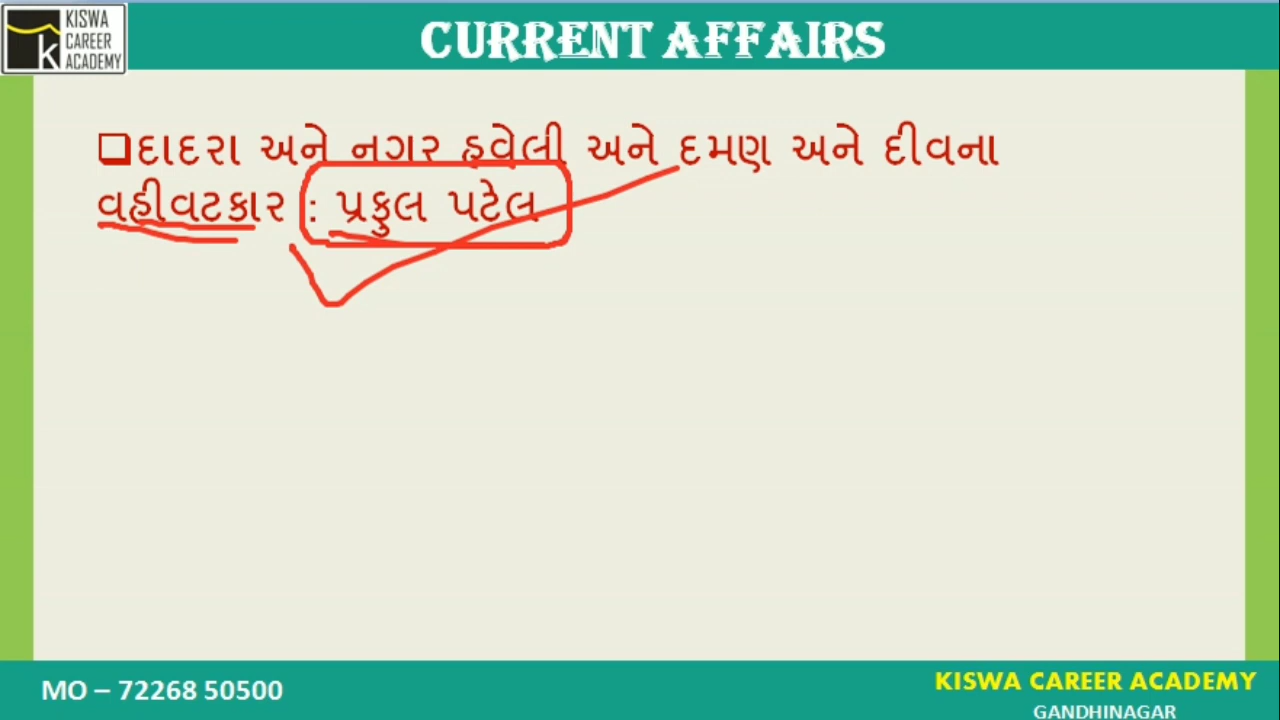 KISWA
CAREER
ACADEMY
k
CURRENT AFFAIRS
દાદરા અને નગર હવેલી અને દમણ અને દીવના
વહીવટકાર : પ્રફુલ પટેલ
MO – 72268 50500
KISWA CAREER ACADEMY
GANDHINAGAR